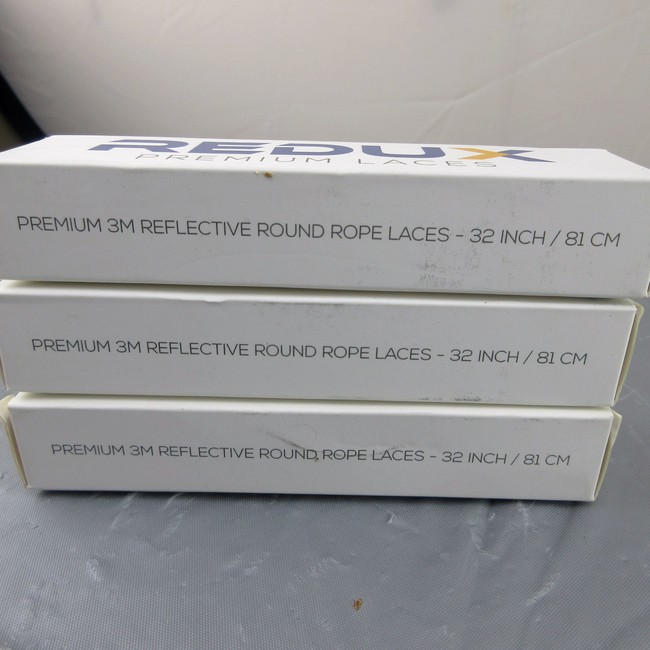 REDUX
PREMIUM LACES
PREMIUM 3M REFLECTIVE ROUND ROPE LACES - 32 INCH / 81 CM
PREMIUM 3M REFLECTIVE ROUND ROPE LACES - 32 INCH / 81 CM
PREMIUM 3M REFLECTIVE ROUND ROPE LACES - 32 INCH / 81 CM